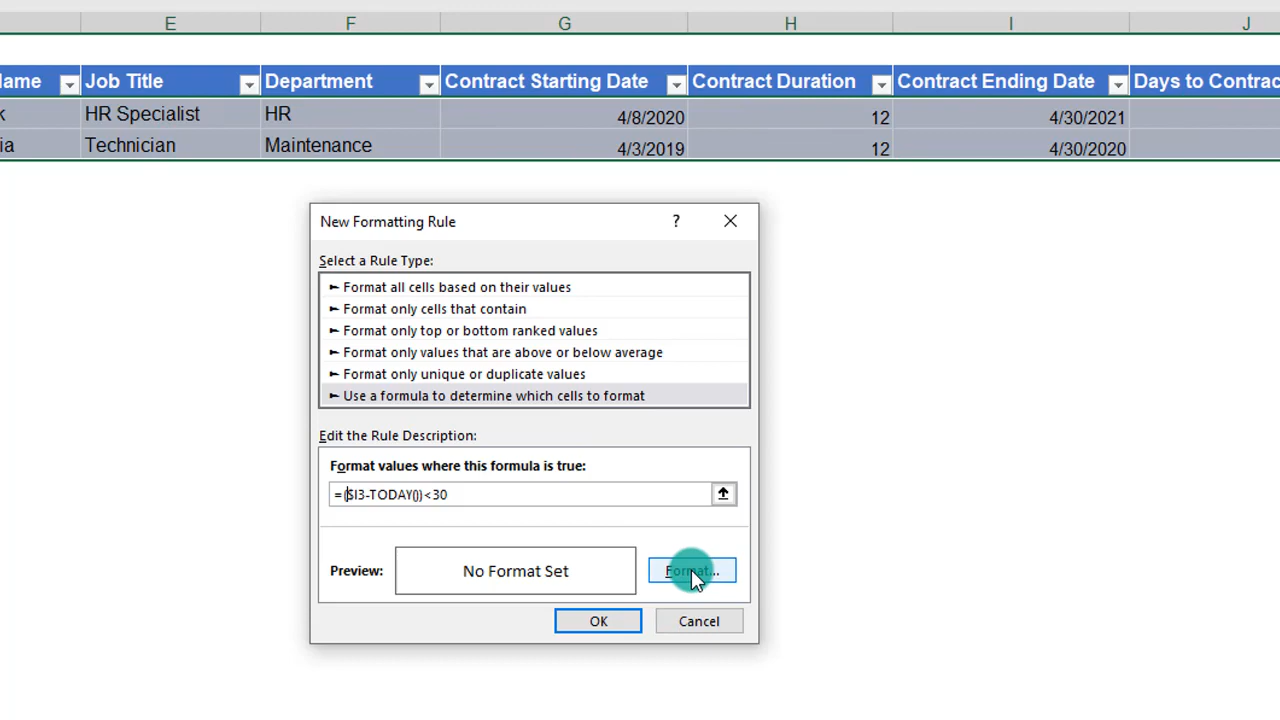 E F G H I J
ame Job Title Department Contract Starting Date Contract Duration Contract Ending Date Days to Contrac
k HR Specialist HR 4/8/2020 12 4/30/2021
ia Technician Maintenance 4/3/2019 12 4/30/2020
New Formatting Rule ?
Select a Rule Type:
► Format all cells based on their values
► Format only cells that contain
► Format only top or bottom ranked values
► Format only values that are above or below average
► Format only unique or duplicate values
► Use a formula to determine which cells to format
Edit the Rule Description:
Format values where this formula is true:
=($I3-TODAY())<30
Preview: No Format Set Format...
OK Cancel